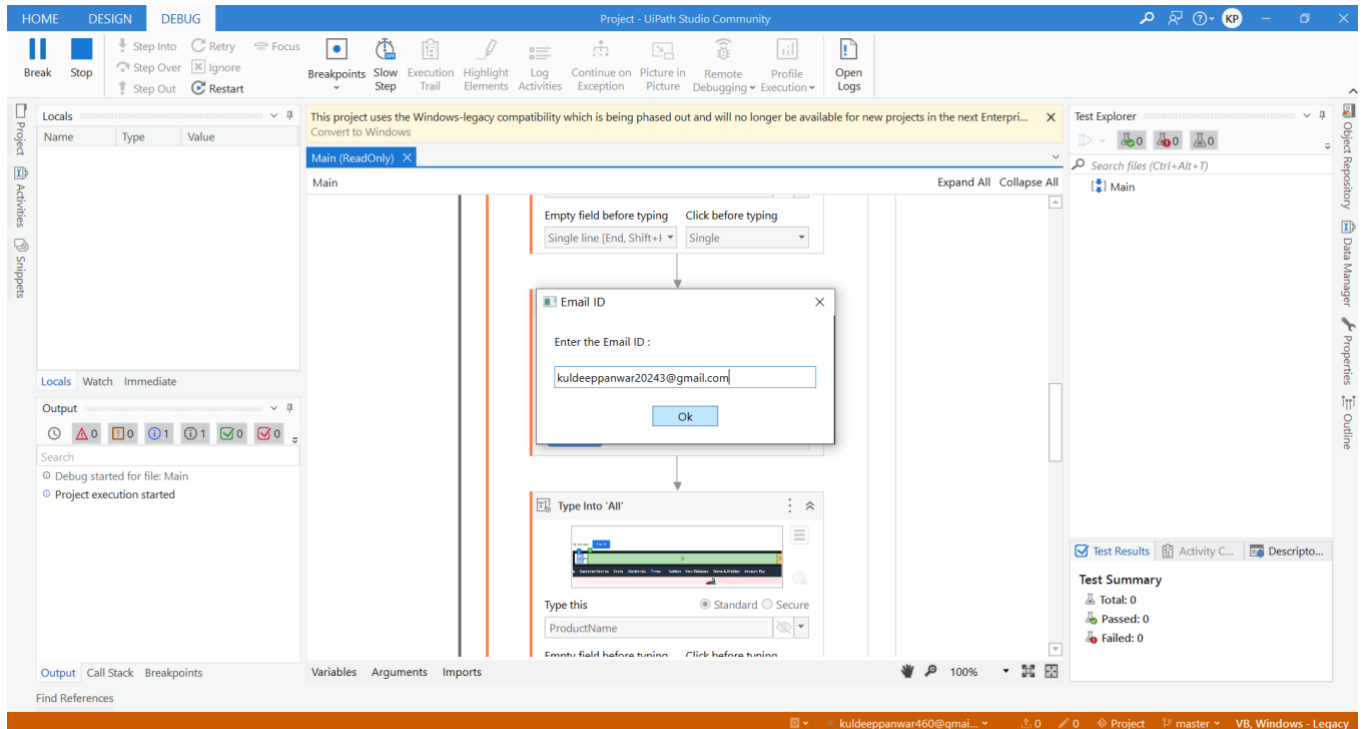 HOME DESIGN DEBUG Project - UiPath Studio Community KP
Break Stop Step Into Retry Focus
Step Over Ignore
Step Out Restart
Breakpoints Slow Step Execution Trail Highlight Elements Log Activities Continue on Exception Picture in Picture Remote Debugging Profile Execution Open Logs
Project
Activities
Snippets
Locals
Name Type Value
Locals Watch Immediate
Output
0 0 1 1 0 0
Search
Debug started for file: Main
Project execution started
Output Call Stack Breakpoints
Find References
This project uses the Windows-legacy compatibility which is being phased out and will no longer be available for new projects in the next Enterpri...
Convert to Windows
Main (ReadOnly)
Main Expand All Collapse All
Empty field before typing Click before typing
Single line [End, Shift+H Single
Email ID
Enter the Email ID :
kuldeeppanwar20243@gmail.com
Ok
Type Into 'All'
Type this Standard Secure
ProductName
Empty field before typing Click before typing
Variables Arguments Imports 100%
Test Explorer
0 0 0
Search files (Ctrl+Alt+T)
Main
Test Results Activity C... Descripto...
Test Summary
Total: 0
Passed: 0
Failed: 0
Object Repository
Data Manager
Properties
Outline
kuldeeppanwar460@gmai... 0 0 Project master VB, Windows - Legacy